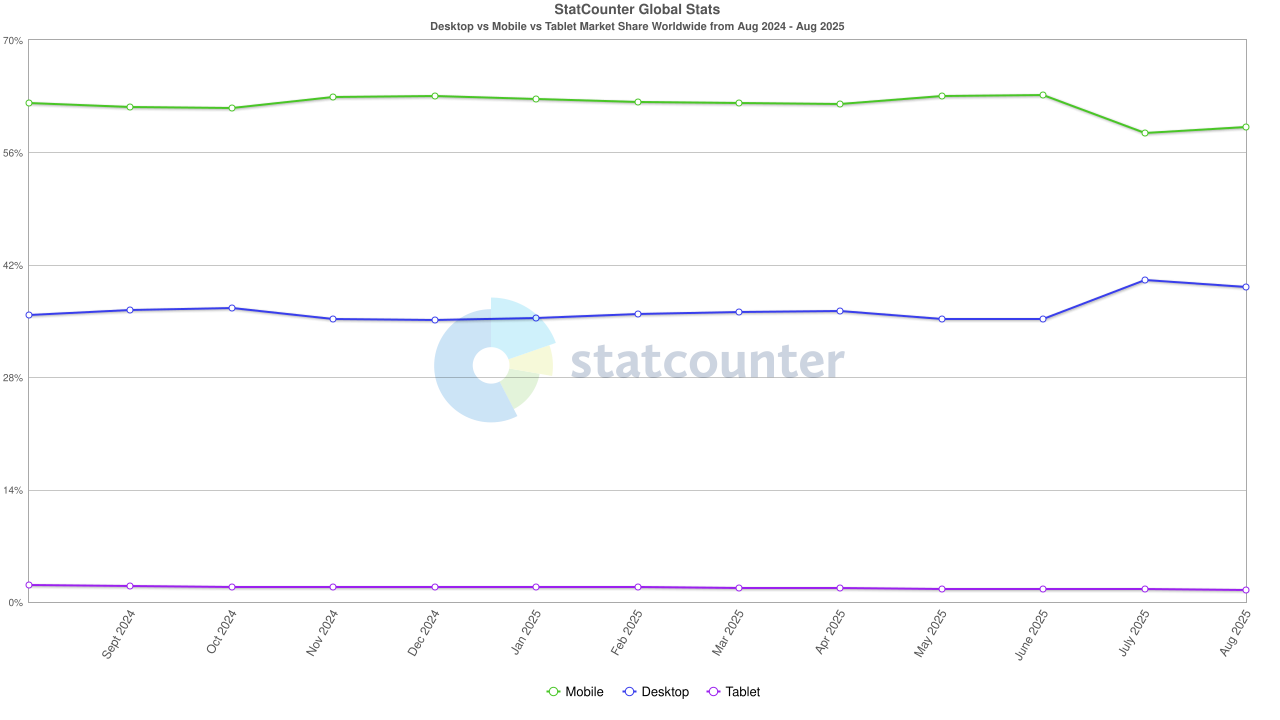 StatCounter Global Stats
Desktop vs Mobile vs Tablet Market Share Worldwide from Aug 2024 - Aug 2025
70%
56%
42%
28%
14%
0%
statcounter
Sept 2024
Oct 2024
Nov 2024
Dec 2024
Jan 2025
Feb 2025
Mar 2025
Apr 2025
May 2025
June 2025
July 2025
Aug 2025
Mobile Desktop Tablet